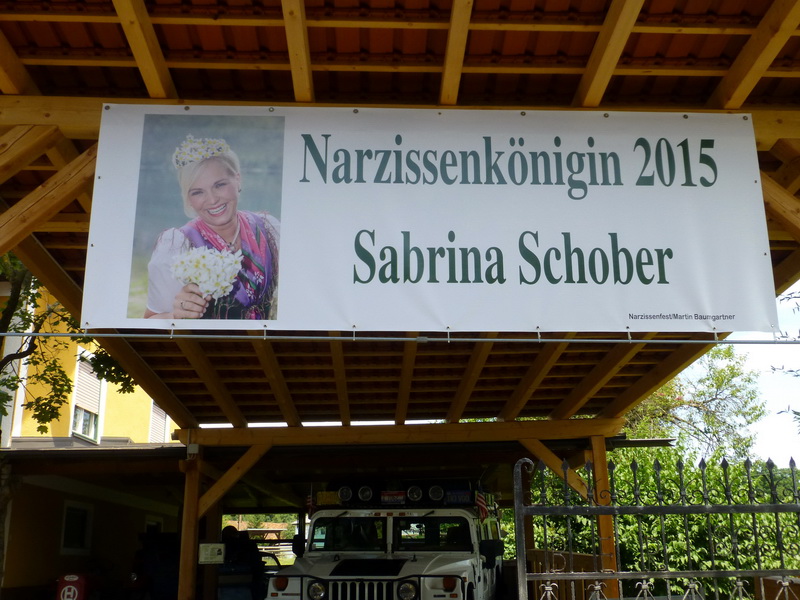 Narzissenkönigin 2015
Sabrina Schober
Narzissenfest/Martin Baumgartner